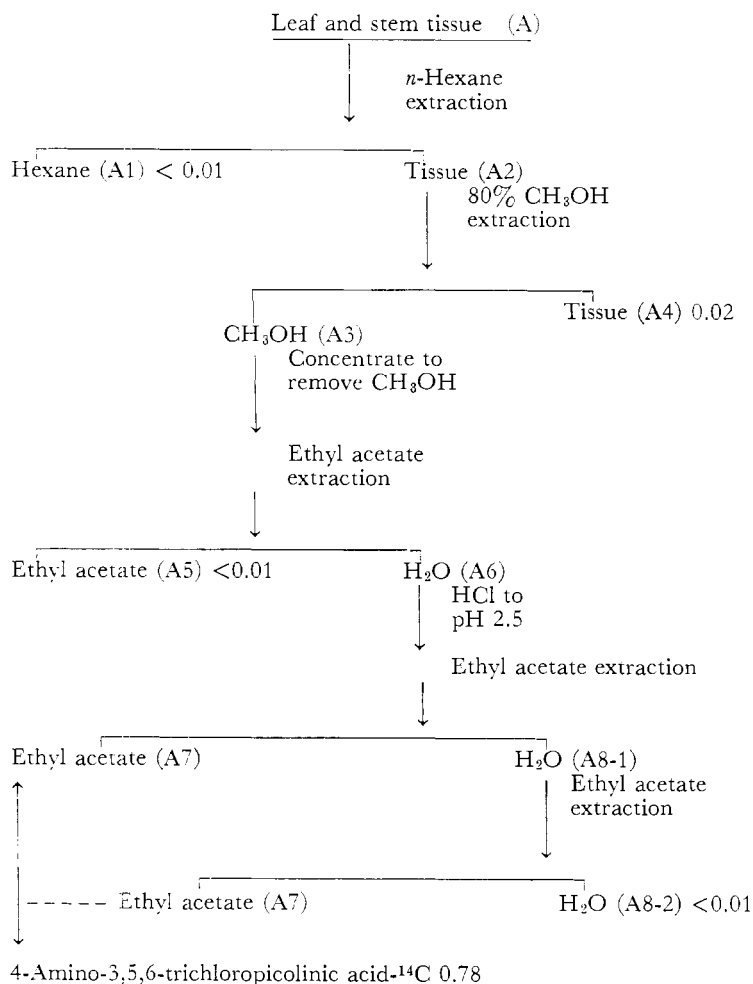 Leaf and stem tissue (A)
n-Hexane
extraction
Hexane (A1) < 0.01
Tissue (A2)
80% CH₃OH
extraction
Tissue (A4) 0.02
CH₃OH (A3)
Concentrate to
remove CH₃OH
Ethyl acetate
extraction
Ethyl acetate (A5) <0.01
H₂O (A6)
HCl to
pH 2.5
Ethyl acetate extraction
Ethyl acetate (A7)
H₂O (A8-1)
Ethyl acetate
extraction
Ethyl acetate (A7)
H₂O (A8-2) <0.01
4-Amino-3,5,6-trichloropicolinic acid-¹⁴C 0.78